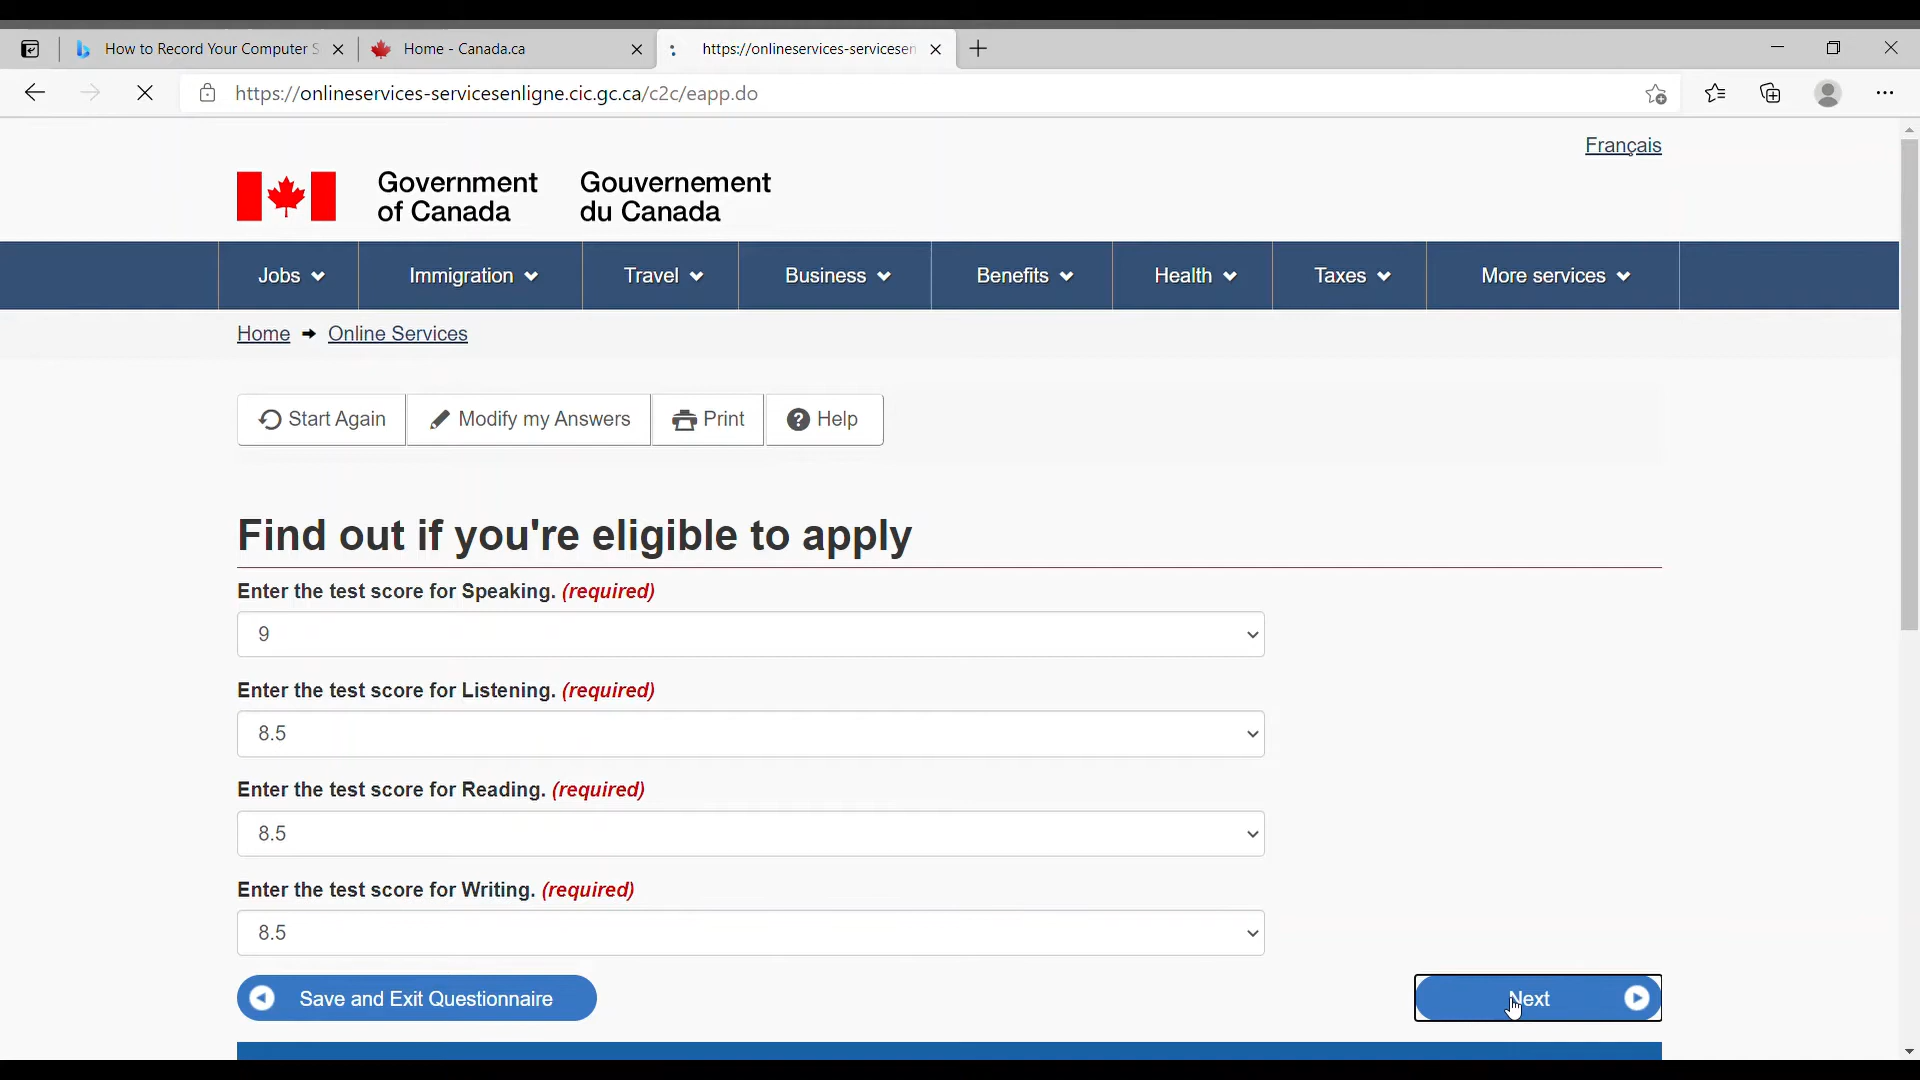 How to Record Your Computer S
Home - Canada.ca
https://onlineservices-servicesen
https://onlineservices-servicesenligne.cic.gc.ca/c2c/eapp.do
Français
Government of Canada
Gouvernement du Canada
Jobs
Immigration
Travel
Business
Benefits
Health
Taxes
More services
Home
Online Services
Start Again
Modify my Answers
Print
Help
Find out if you're eligible to apply
Enter the test score for Speaking. (required)
9
Enter the test score for Listening. (required)
8.5
Enter the test score for Reading. (required)
8.5
Enter the test score for Writing. (required)
8.5
Save and Exit Questionnaire
Next